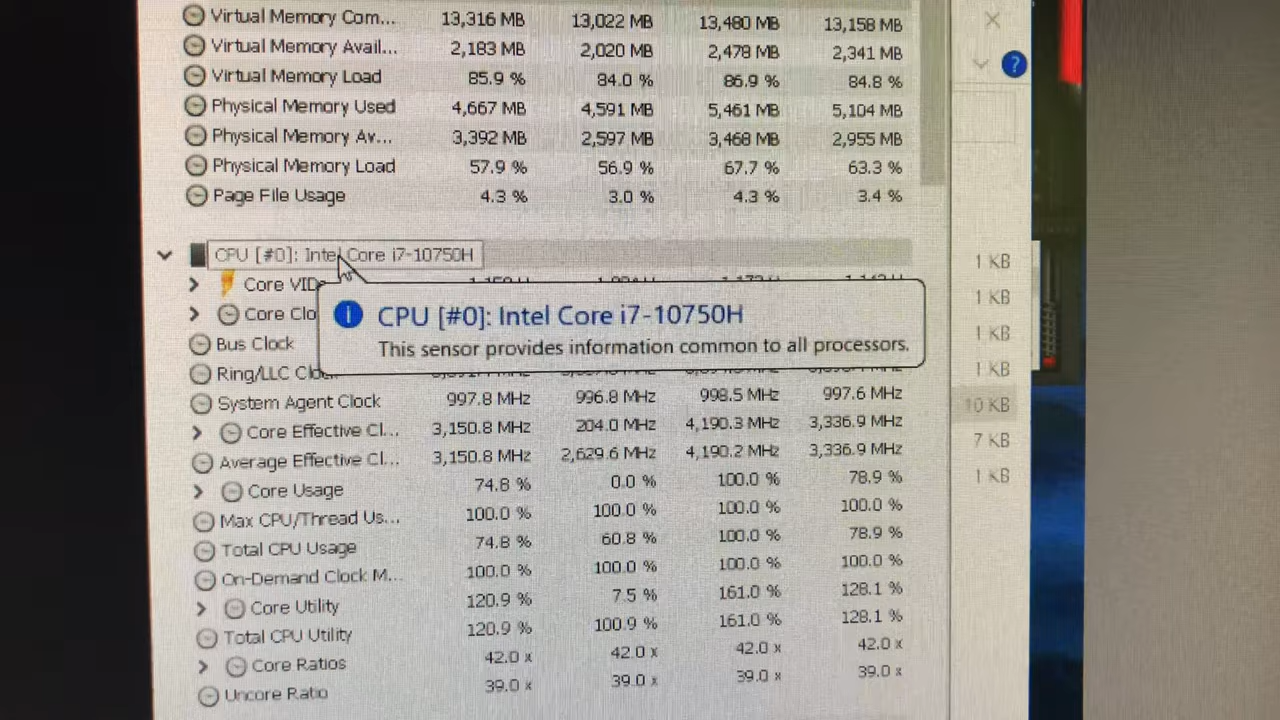 Virtual Memory Com... 13,316 MB 13,022 MB 13,480 MB 13,158 MB
Virtual Memory Avail... 2,183 MB 2,020 MB 2,478 MB 2,341 MB
Virtual Memory Load 85.9 % 84.0 % 86.9 % 84.8 %
Physical Memory Used 4,667 MB 4,591 MB 5,461 MB 5,104 MB
Physical Memory Av... 3,392 MB 2,597 MB 3,468 MB 2,955 MB
Physical Memory Load 57.9 % 56.9 % 67.7 % 63.3 %
Page File Usage 4.3 % 3.0 % 4.3 % 3.4 %
CPU [#0]: Intel Core i7-10750H 1 KB
Core VIDs
1 KB
Core Clo
CPU [#0]: Intel Core i7-10750H
Bus Clock 1 KB
This sensor provides information common to all processors.
Ring/LLC Cloc 1 KB
System Agent Clock 997.8 MHz 996.8 MHz 998.5 MHz 997.6 MHz 10 KB
Core Effective Cl... 3,150.8 MHz 204.0 MHz 4,190.3 MHz 3,336.9 MHz 7 KB
Average Effective Cl... 3,150.8 MHz 2,629.6 MHz 4,190.2 MHz 3,336.9 MHz
Core Usage 74.8 % 0.0 % 100.0 % 78.9 % 1 KB
Max CPU/Thread Us... 100.0 % 100.0 % 100.0 % 100.0 %
Total CPU Usage 74.8 % 60.8 % 100.0 % 78.9 %
On-Demand Clock M... 100.0 % 100.0 % 100.0 % 100.0 %
Core Utility 120.9 % 7.5 % 161.0 % 128.1 %
Total CPU Utility 120.9 % 100.9 % 161.0 % 128.1 %
Core Ratios 42.0 x 42.0 x 42.0 x 42.0 x
Uncore Ratio 39.0 x 39.0 x 39.0 x 39.0 x